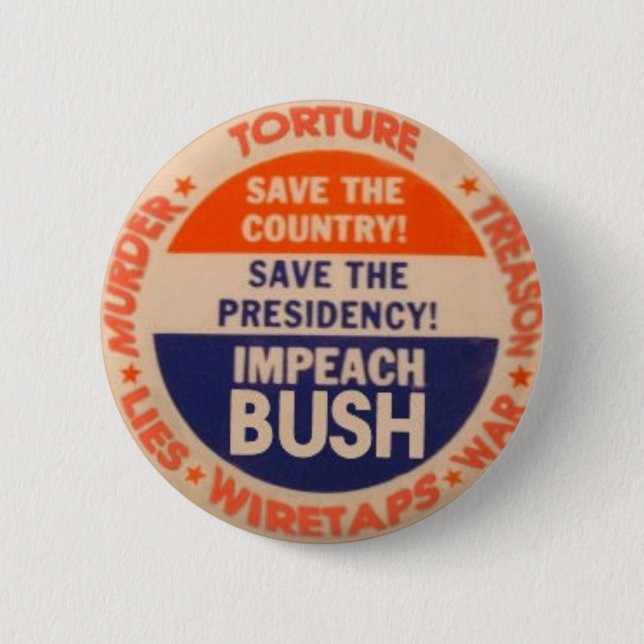 TORTURE
TREASON
WAR
WIRETAPS
LIES
MURDER
SAVE THE
COUNTRY!
SAVE THE
PRESIDENCY!
IMPEACH
BUSH